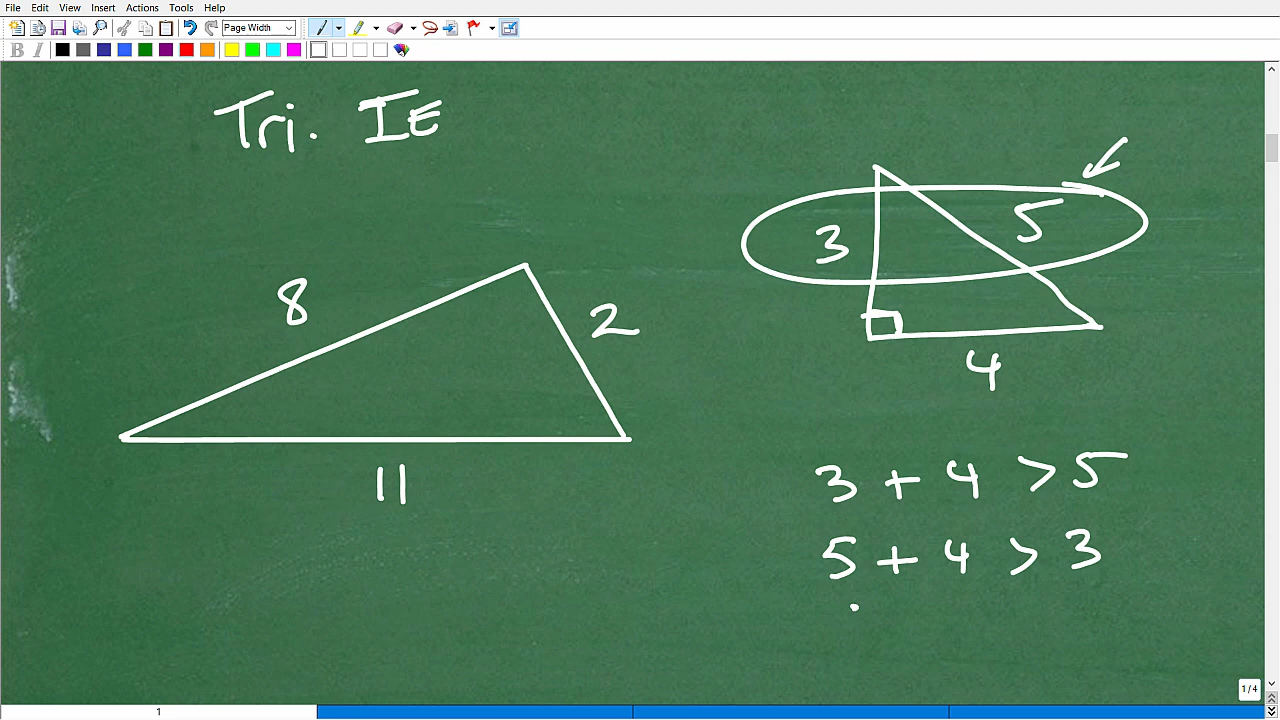 File Edit View Insert Actions Tools Help
Page Width
B I
Tri. IE
8
2
11
3
5
4
3 + 4 > 5
5 + 4 > 3
1/4
1